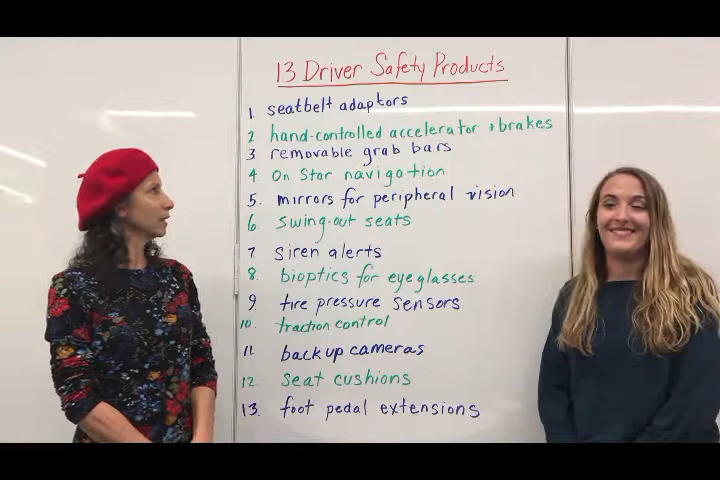 13 Driver Safety Products
1. seatbelt adaptors
2 hand-controlled accelerator + brakes
3 removable grab bars
4 On Star navigation
5. mirrors for peripheral vision
6. swing-out seats
7 siren alerts
8. bioptics for eyeglasses
9. tire pressure sensors
10. traction control
11. backup cameras
12 seat cushions
13. foot pedal extensions